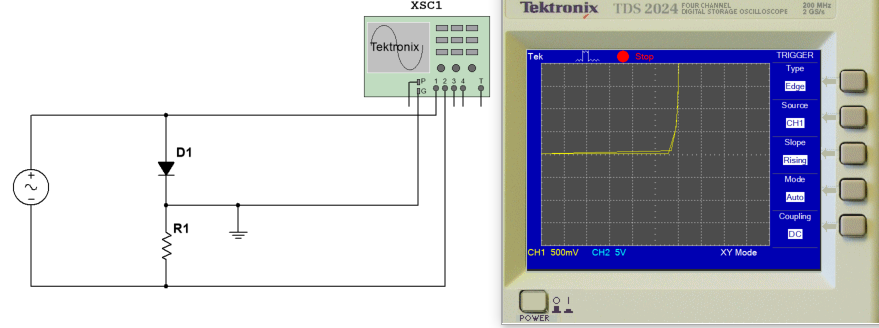 XSC1
Tektronix
P 1 2 3 4 T
G
D1
R1
Tektronix TDS 2024 FOUR CHANNEL DIGITAL STORAGE OSCILLOSCOPE 200 MHz 2 GS/s
Tek Stop TRIGGER
Type
Edge
Source
CH1
Slope
Rising
Mode
Auto
Coupling
DC
CH1 500mV CH2 5V XY Mode
POWER